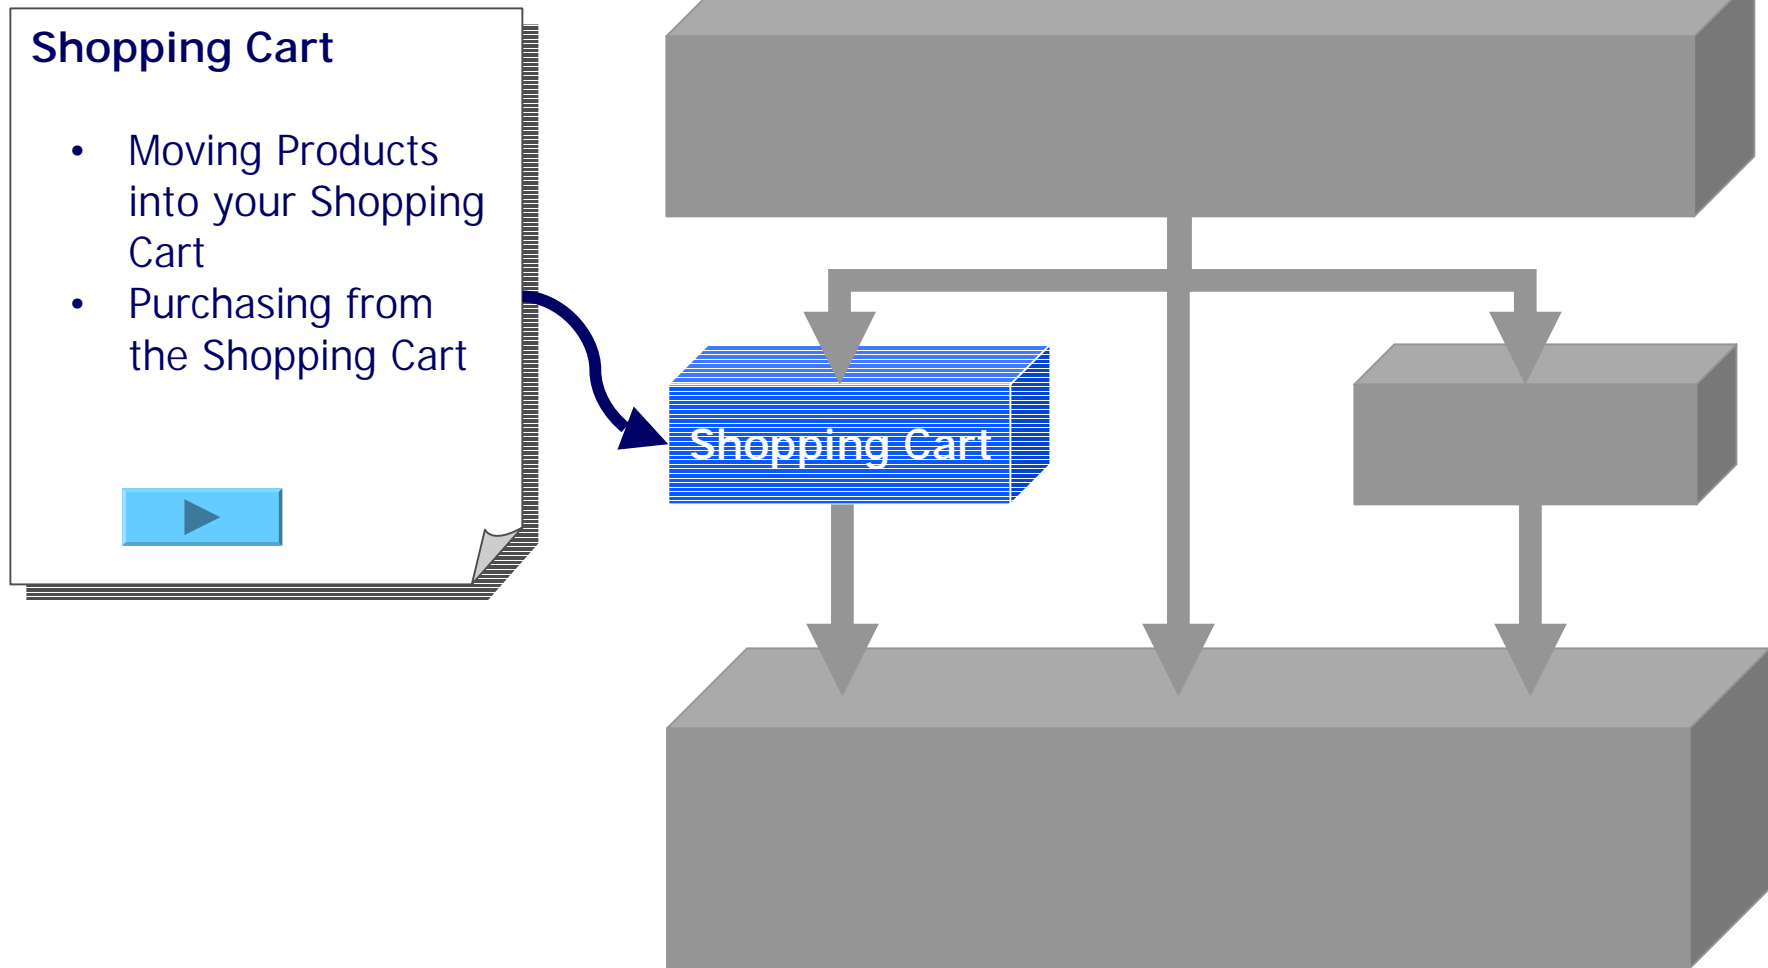 Shopping Cart
• Moving Products
into your Shopping
Cart
• Purchasing from
the Shopping Cart
Shopping Cart